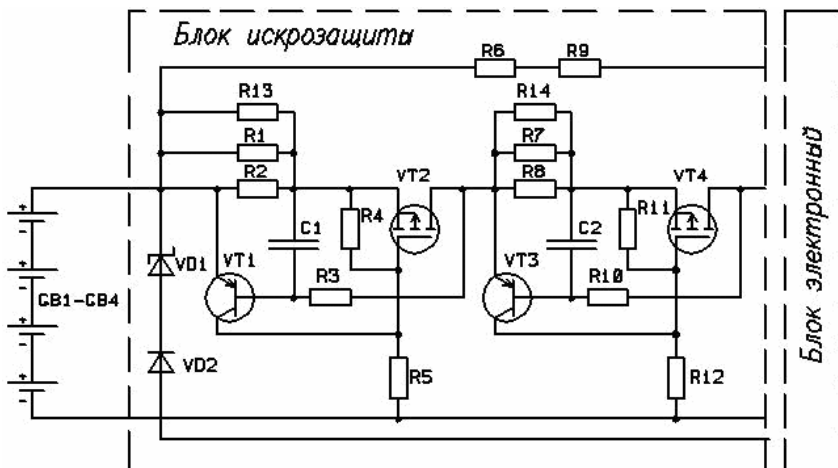 Блок искрозащиты
R6 R9
R13 R14
R1 R7
R2 VT2 R8 VT4
R4 C1 R11 C2
VD1 VT1 R3 VT3 R10
GB1-GB4
VD2 R5 R12
Блок электронный